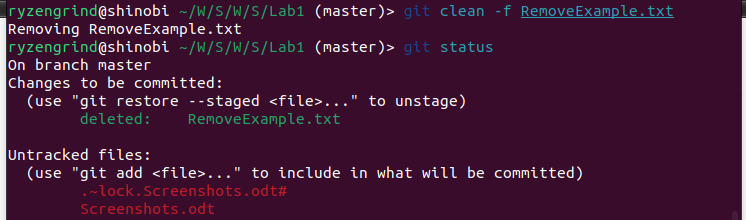 ryzengrind@shinobi ~/W/S/W/S/Lab1 (master)> git clean -f RemoveExample.txt
Removing RemoveExample.txt
ryzengrind@shinobi ~/W/S/W/S/Lab1 (master)> git status
On branch master
Changes to be committed:
  (use "git restore --staged <file>..." to unstage)
        deleted:    RemoveExample.txt

Untracked files:
  (use "git add <file>..." to include in what will be committed)
        .~lock.Screenshots.odt#
        Screenshots.odt